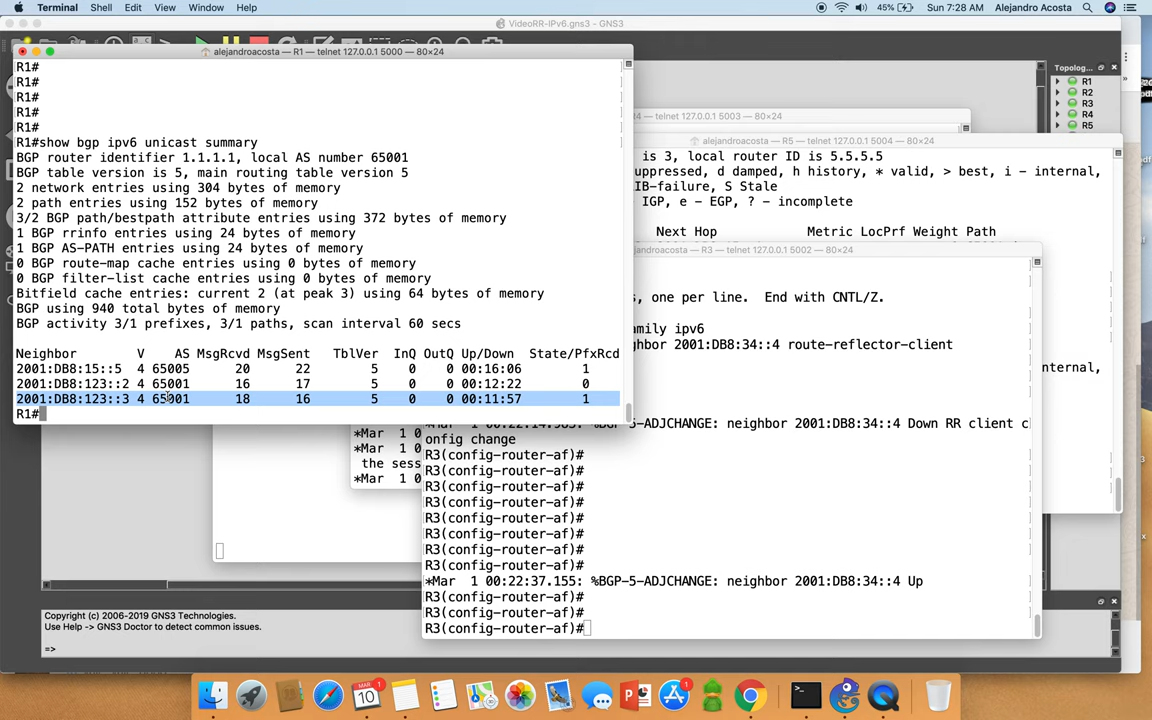 Terminal Shell Edit View Window Help 45% Sun 7:28 AM Alejandro Acosta
VideoRR-IPv6.gns3 — GNS3
alejandroacosta — R1 — telnet 127.0.0.1 5000 — 80×24
R1#
R1#
R1#
R1#
R1#
R1#show bgp ipv6 unicast summary
BGP router identifier 1.1.1.1, local AS number 65001
BGP table version is 5, main routing table version 5
2 network entries using 304 bytes of memory
2 path entries using 152 bytes of memory
3/2 BGP path/bestpath attribute entries using 372 bytes of memory
1 BGP rrinfo entries using 24 bytes of memory
1 BGP AS-PATH entries using 24 bytes of memory
0 BGP route-map cache entries using 0 bytes of memory
0 BGP filter-list cache entries using 0 bytes of memory
Bitfield cache entries: current 2 (at peak 3) using 64 bytes of memory
BGP using 940 total bytes of memory
BGP activity 3/1 prefixes, 3/1 paths, scan interval 60 secs
Neighbor V AS MsgRcvd MsgSent TblVer InQ OutQ Up/Down State/PfxRcd
2001:DB8:15::5 4 65005 20 22 5 0 0 00:16:06 1
2001:DB8:123::2 4 65001 16 17 5 0 0 00:12:22 0
2001:DB8:123::3 4 65001 18 16 5 0 0 00:11:57 1
R1#
4 — telnet 127.0.0.1 5003 — 80×24
alejandroacosta — R5 — telnet 127.0.0.1 5004 — 80×24
is 3, local router ID is 5.5.5.5
uppressed, d damped, h history, * valid, > best, i - internal,
IB-failure, S Stale
IGP, e - EGP, ? - incomplete
Next Hop Metric LocPrf Weight Path
ndroacosta — R3 — telnet 127.0.0.1 5002 — 80×24
s, one per line. End with CNTL/Z.
amily ipv6
hbor 2001:DB8:34::4 route-reflector-client
ternal,
-5-ADJCHANGE: neighbor 2001:DB8:34::4 Down RR client c
onfig change
R3(config-router-af)#
R3(config-router-af)#
R3(config-router-af)#
R3(config-router-af)#
R3(config-router-af)#
R3(config-router-af)#
R3(config-router-af)#
R3(config-router-af)#
*Mar 1 00:22:37.155: %BGP-5-ADJCHANGE: neighbor 2001:DB8:34::4 Up
R3(config-router-af)#
R3(config-router-af)#
R3(config-router-af)#
*Mar 1 0
*Mar 1 0
the sess
*Mar 1 0
Topolog...
R1
R2
R3
R4
R5
Copyright (c) 2006-2019 GNS3 Technologies.
Use Help -> GNS3 Doctor to detect common issues.
=>
MAR
10
1
1